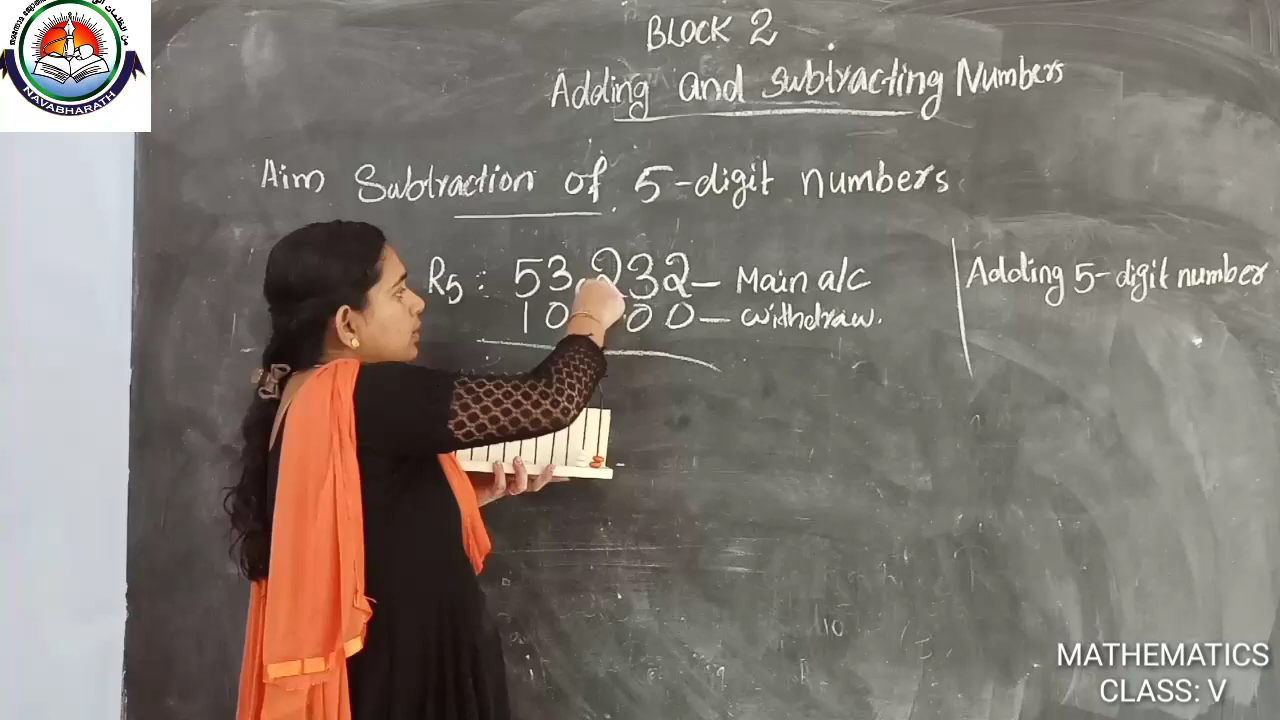 NAVABHARATH
BLOCK 2
Adding and Subtracting Numbers
Aim Subtraction of 5-digit numbers
Rs : 53,232 - Main a/c
10 00 - withdraw.
Adding 5-digit number
10
MATHEMATICS
CLASS: V